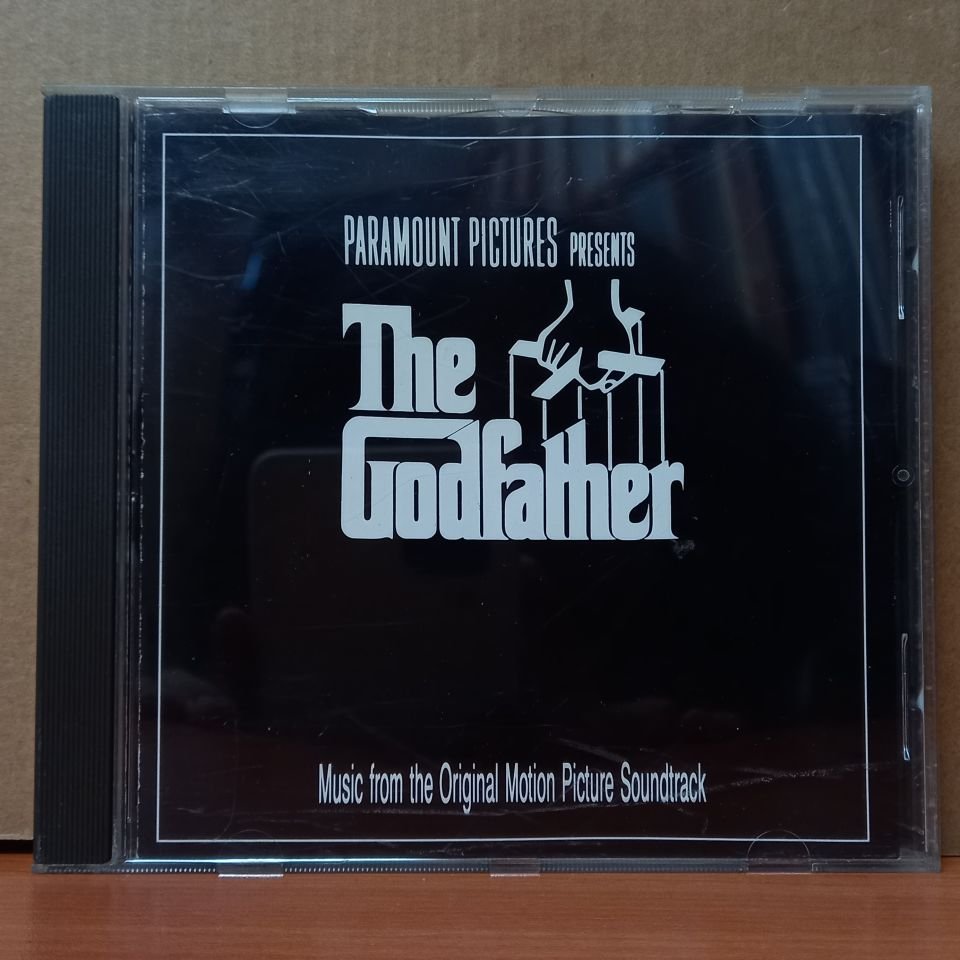 PARAMOUNT PICTURES PRESENTS
The
Godfather
Music from the Original Motion Picture Soundtrack